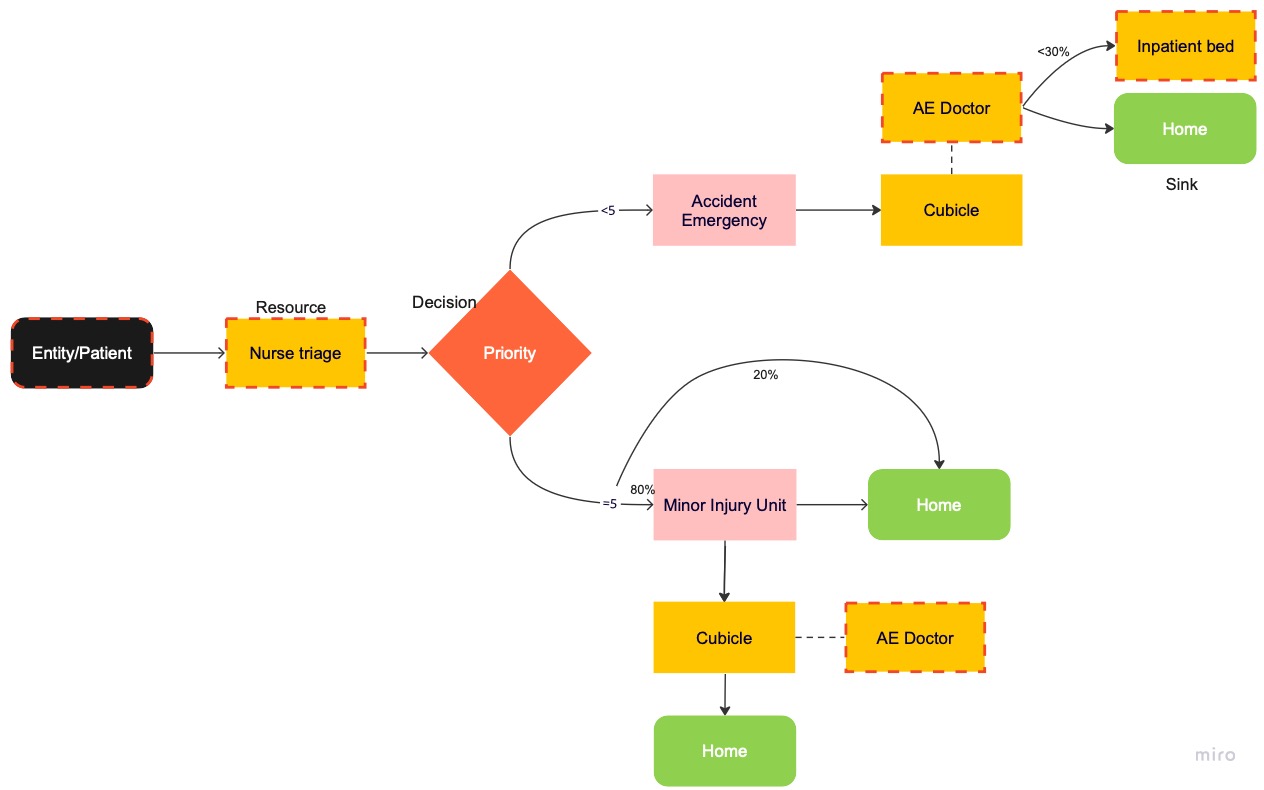 Inpatient bed
<30%
AE Doctor
Home
Sink
Accident
Emergency
Cubicle
<5
Decision
Resource
Entity/Patient
Nurse triage
Priority
20%
80%
=5
Minor Injury Unit
Home
Cubicle
AE Doctor
Home
miro